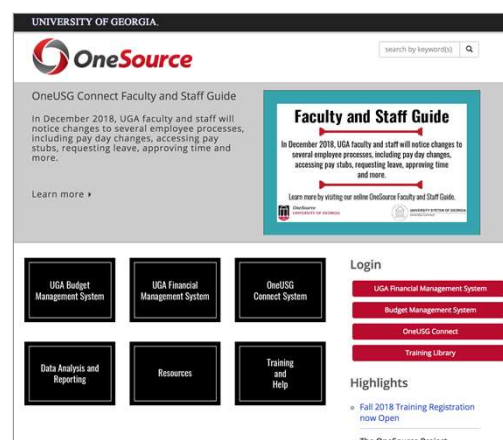 UNIVERSITY OF GEORGIA.
OneSource
search by keyword(s)
OneUSG Connect Faculty and Staff Guide
In December 2018, UGA faculty and staff will
notice changes to several employee processes,
including pay day changes, accessing pay
stubs, requesting leave, approving time and
more.
Learn more
Faculty and Staff Guide
In December 2018, UGA faculty and staff will notice changes to
several employee processes, including pay day changes,
accessing pay stubs, requesting leave, approving time
and more.
Learn more by visiting our online OneSource Faculty and Staff Guide.
OneSource
UNIVERSITY OF GEORGIA
UNIVERSITY SYSTEM OF GEORGIA
UGA Budget
Management System
UGA Financial
Management System
OneUSG
Connect System
Data Analysis and
Reporting
Resources
Training
and
Help
Login
UGA Financial Management System
Budget Management System
OneUSG Connect
Training Library
Highlights
Fall 2018 Training Registration
now Open
The OneSource Project